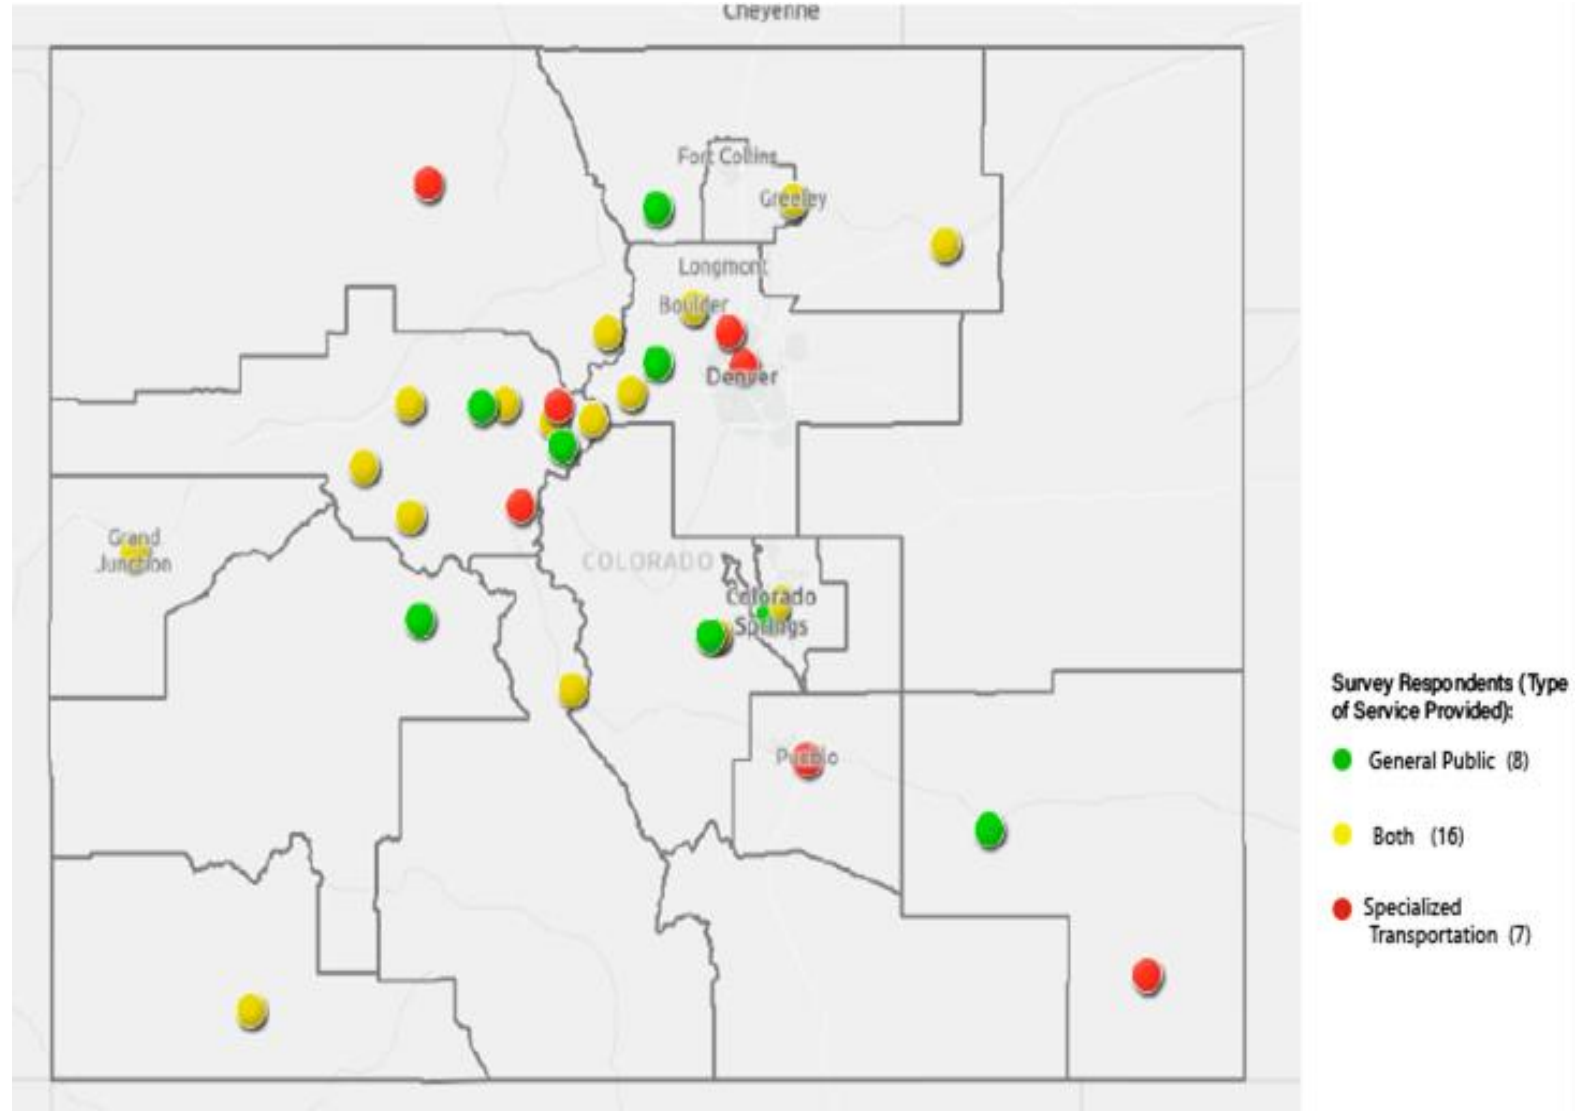 Cheyenne
Fort Collins
Greeley
Longmont
Boulder
Denver
Grand
Junction
COLORADO
Colorado
Springs
Pueblo
Survey Respondents (Type
of Service Provided):
General Public (8)
Both (16)
Specialized
Transportation (7)